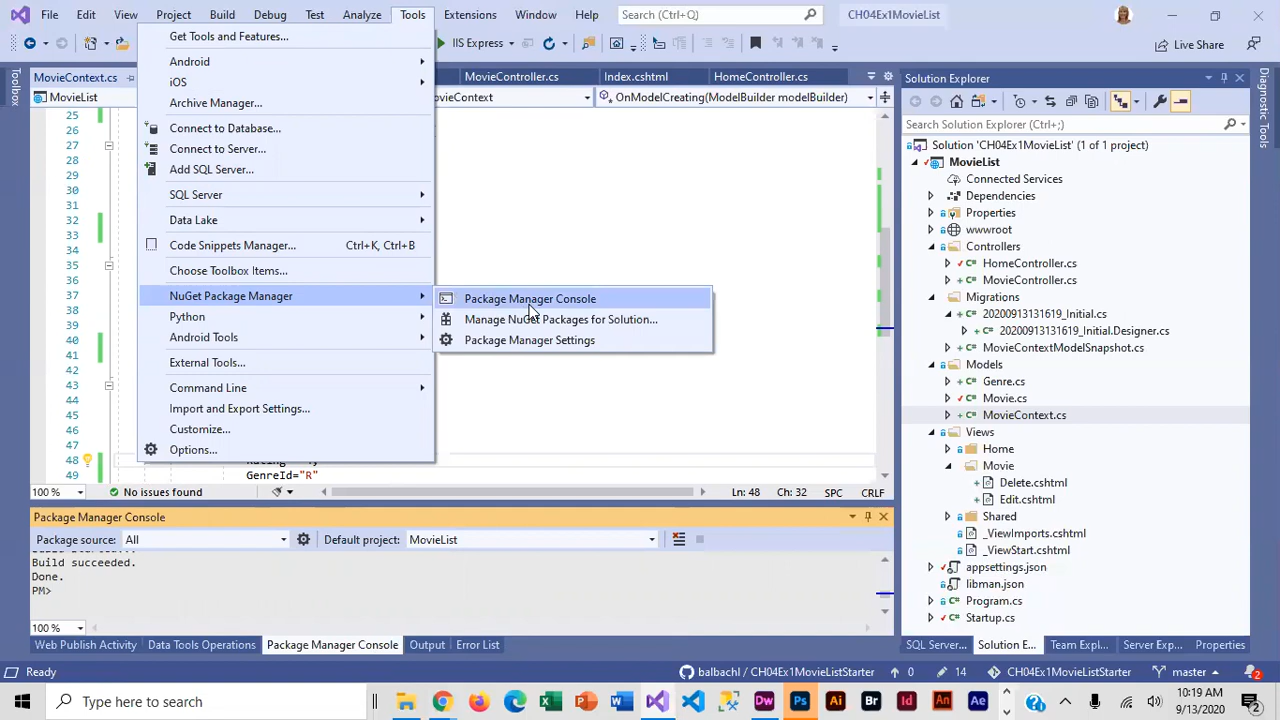 File Edit View Project Build Debug Test Analyze Tools Extensions Window Help Search (Ctrl+Q) CH04Ex1MovieList
IIS Express Live Share
MovieContext.cs MovieController.cs Index.cshtml HomeController.cs
MovieList OnModelCreating(ModelBuilder modelBuilder)
Toolbox
Get Tools and Features...
Android
iOS
Archive Manager...
Connect to Database...
Connect to Server...
Add SQL Server...
SQL Server
Data Lake
Code Snippets Manager... Ctrl+K, Ctrl+B
Choose Toolbox Items...
NuGet Package Manager
Python
Android Tools
External Tools...
Command Line
Import and Export Settings...
Customize...
Options...
Package Manager Console
Manage NuGet Packages for Solution...
Package Manager Settings
25
26
27
28
29
30
31
32
33
34
35
36
37
38
39
40
41
42
43
44
45
46
47
48
49 GenreId="R"
100 % No issues found Ln: 48 Ch: 32 SPC CRLF
Package Manager Console
Package source: All Default project: MovieList
Build succeeded.
Done.
PM>
100 %
Web Publish Activity Data Tools Operations Package Manager Console Output Error List
Solution Explorer
Search Solution Explorer (Ctrl+;)
Solution 'CH04Ex1MovieList' (1 of 1 project)
MovieList
Connected Services
Dependencies
Properties
wwwroot
Controllers
HomeController.cs
MovieController.cs
Migrations
20200913131619_Initial.cs
20200913131619_Initial.Designer.cs
MovieContextModelSnapshot.cs
Models
Genre.cs
Movie.cs
MovieContext.cs
Views
Home
Movie
Delete.cshtml
Edit.cshtml
Shared
_ViewImports.cshtml
_ViewStart.cshtml
appsettings.json
libman.json
Program.cs
Startup.cs
SQL Server... Solution E... Team Expl... Server Exp... Properties
Diagnostic Tools
Ready balbachl / CH04Ex1MovieListStarter 0 14 CH04Ex1MovieListStarter master 2
Type here to search
10:19 AM
9/13/2020
2